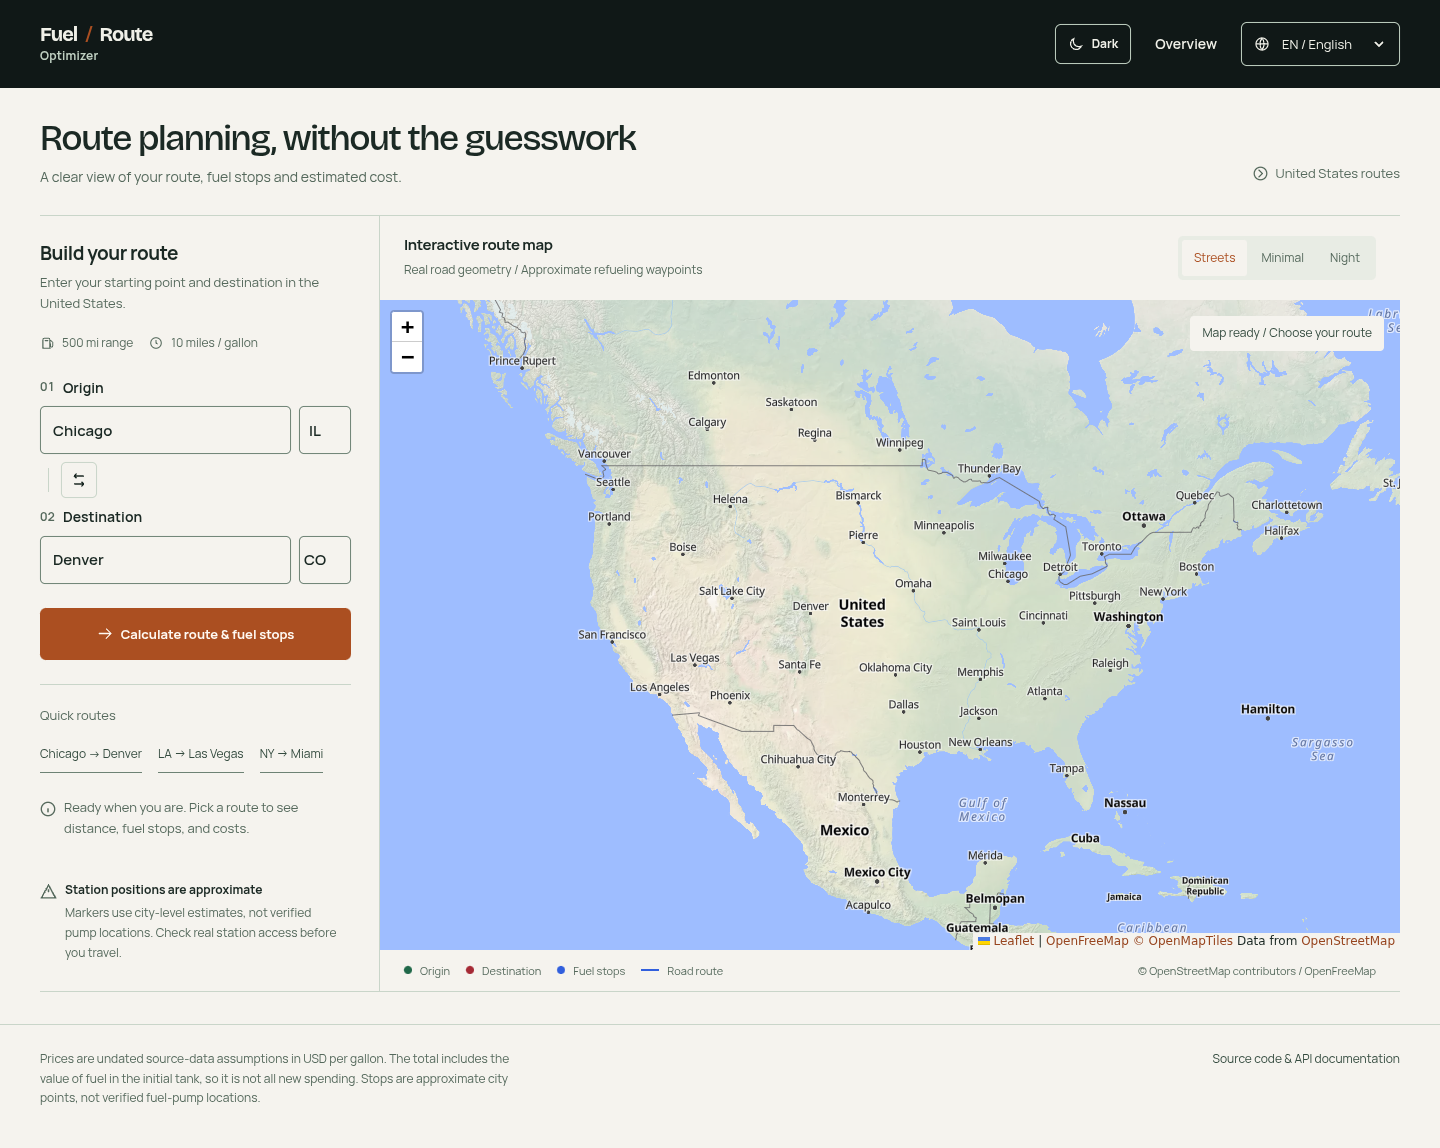 Fuel / Route
Optimizer
Dark
Overview
EN / English
Route planning, without the guesswork
A clear view of your route, fuel stops and estimated cost.
United States routes
Build your route
Enter your starting point and destination in the
United States.
500 mi range
10 miles / gallon
01 Origin
Chicago
IL
02 Destination
Denver
CO
Calculate route & fuel stops
Quick routes
Chicago → Denver
LA → Las Vegas
NY → Miami
Ready when you are. Pick a route to see
distance, fuel stops, and costs.
Station positions are approximate
Markers use city-level estimates, not verified
pump locations. Check real station access before
you travel.
Interactive route map
Real road geometry / Approximate refueling waypoints
Streets
Minimal
Night
+
−
Map ready / Choose your route
Prince Rupert
Edmonton
Saskatoon
Calgary
Regina
Winnipeg
Vancouver
Thunder Bay
Seattle
Helena
Bismarck
Quebec
Charlottetown
St. J
Portland
Minneapolis
Ottawa
Halifax
Pierre
Boise
Toronto
Milwaukee
Chicago
Detroit
Boston
Salt Lake City
Omaha
Pittsburgh
New York
Denver
United
States
Saint Louis
Cincinnati
Washington
San Francisco
Las Vegas
Santa Fe
Oklahoma City
Memphis
Raleigh
Los Angeles
Phoenix
Dallas
Jackson
Atlanta
Hamilton
Houston
New Orleans
Sargasso
Sea
Chihuahua City
Tampa
Monterrey
Gulf of
Mexico
Nassau
Mexico
Cuba
Mérida
Mexico City
Dominican
Republic
Jamaica
Belmopan
Acapulco
Guatemala
Caribbean
Leaflet | OpenFreeMap © OpenMapTiles Data from OpenStreetMap
Origin
Destination
Fuel stops
Road route
© OpenStreetMap contributors / OpenFreeMap
Prices are undated source-data assumptions in USD per gallon. The total includes the
value of fuel in the initial tank, so it is not all new spending. Stops are approximate city
points, not verified fuel-pump locations.
Source code & API documentation